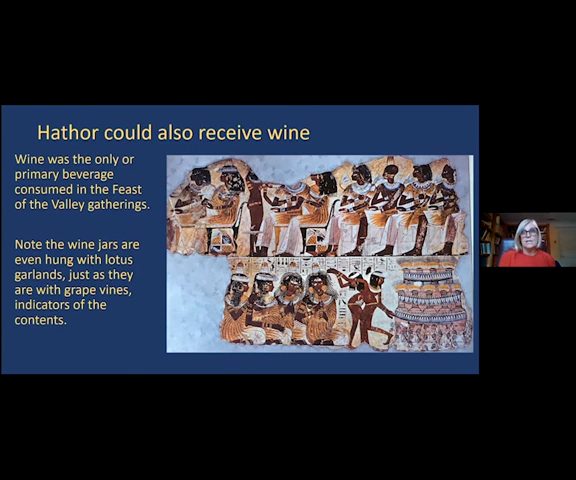 Hathor could also receive wine
Wine was the only or
primary beverage
consumed in the Feast
of the Valley gatherings.
Note the wine jars are
even hung with lotus
garlands, just as they
are with grape vines,
indicators of the
contents.